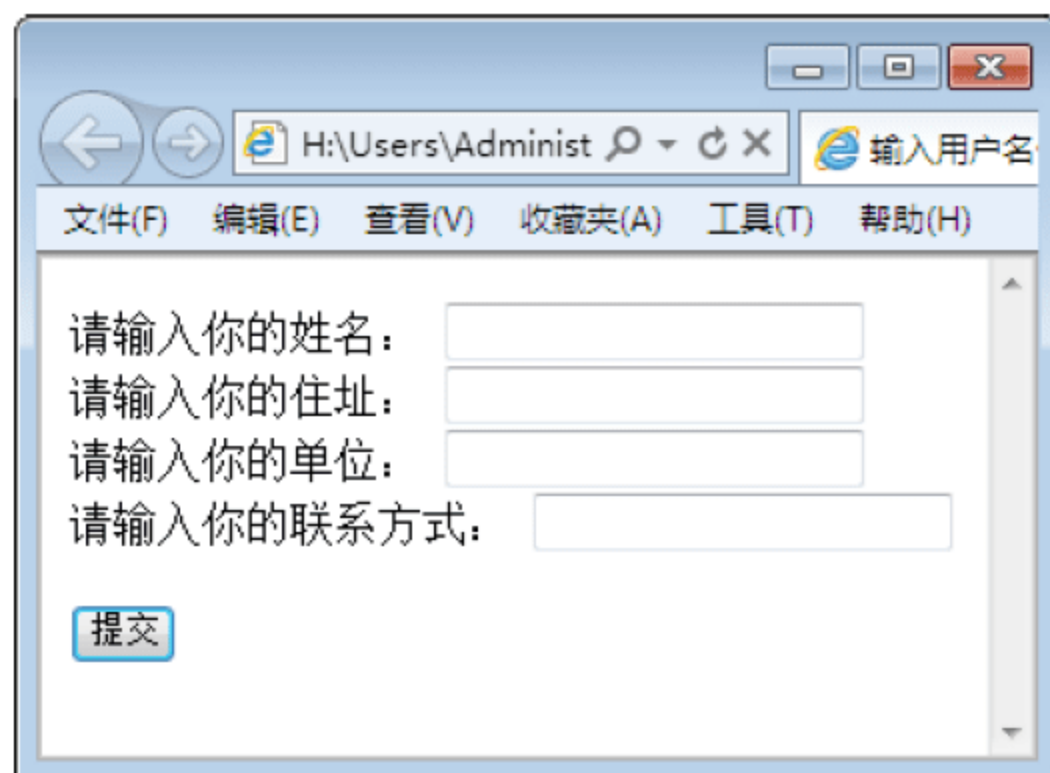 H:\Users\Administ
输入用户名
文件(F) 编辑(E) 查看(V) 收藏夹(A) 工具(T) 帮助(H)
请输入你的姓名：
请输入你的住址：
请输入你的单位：
请输入你的联系方式：
提交